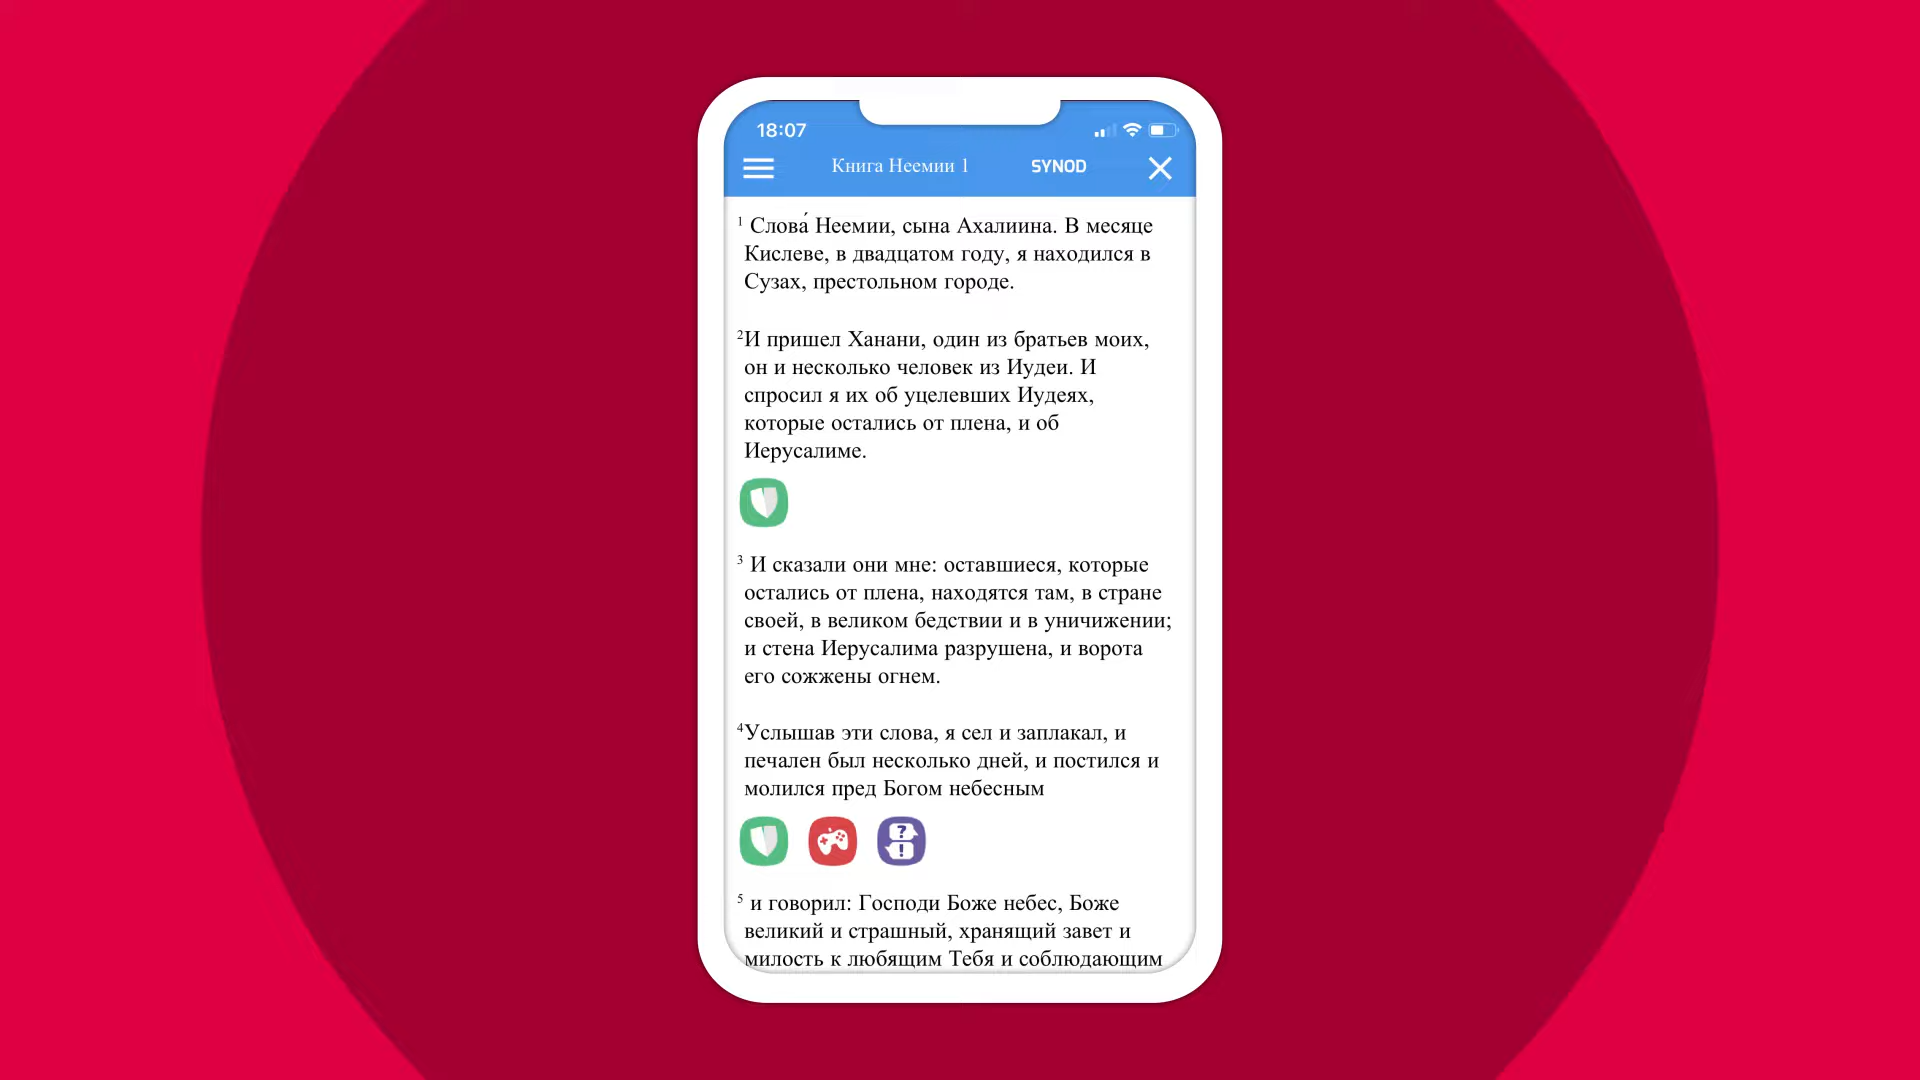 18:07
Книга Неемии 1 SYNOD
1 Слова́ Неемии, сына Ахалиина. В месяце
Кислеве, в двадцатом году, я находился в
Сузах, престольном городе.
2И пришел Ханани, один из братьев моих,
он и несколько человек из Иудеи. И
спросил я их об уцелевших Иудеях,
которые остались от плена, и об
Иерусалиме.
3 И сказали они мне: оставшиеся, которые
остались от плена, находятся там, в стране
своей, в великом бедствии и в уничижении;
и стена Иерусалима разрушена, и ворота
его сожжены огнем.
4Услышав эти слова, я сел и заплакал, и
печален был несколько дней, и постился и
молился пред Богом небесным
? !
5 и говорил: Господи Боже небес, Боже
великий и страшный, хранящий завет и
милость к любящим Тебя и соблюдающим